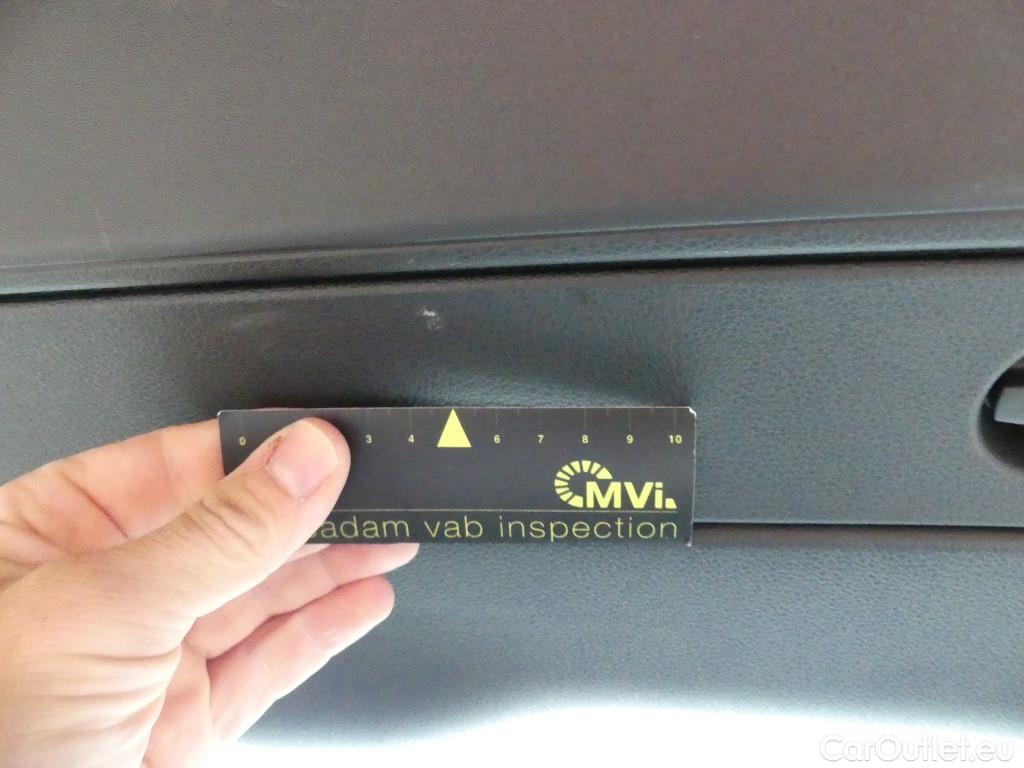 0 3 4 6 7 8 9 10
MVi
adam vab inspection
CarOutlet.eu